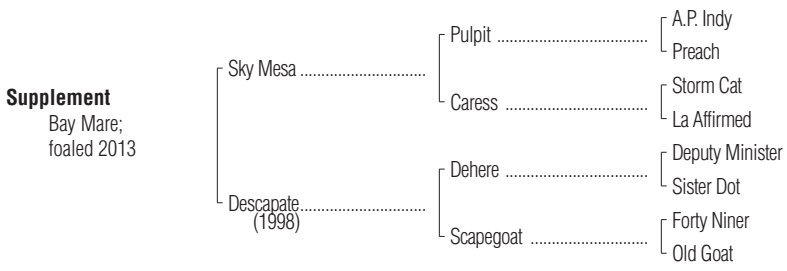 A.P. Indy
Pulpit ......................................
Preach
Sky Mesa ................................
Storm Cat
Caress ....................................
Supplement
La Affirmed
Bay Mare;
foaled 2013
Deputy Minister
Dehere ....................................
Sister Dot
Descapate................................
(1998)
Forty Niner
Scapegoat ..............................
Old Goat